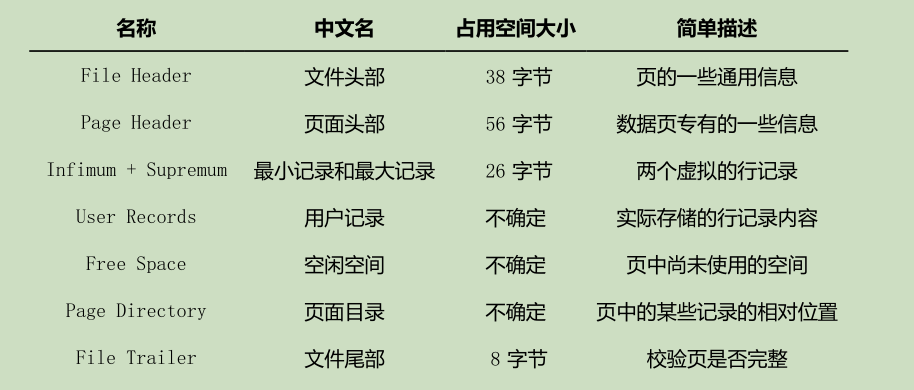 名称 中文名 占用空间大小 简单描述
File Header 文件头部 38 字节 页的一些通用信息
Page Header 页面头部 56 字节 数据页专有的一些信息
Infimum + Supremum 最小记录和最大记录 26 字节 两个虚拟的行记录
User Records 用户记录 不确定 实际存储的行记录内容
Free Space 空闲空间 不确定 页中尚未使用的空间
Page Directory 页面目录 不确定 页中的某些记录的相对位置
File Trailer 文件尾部 8 字节 校验页是否完整